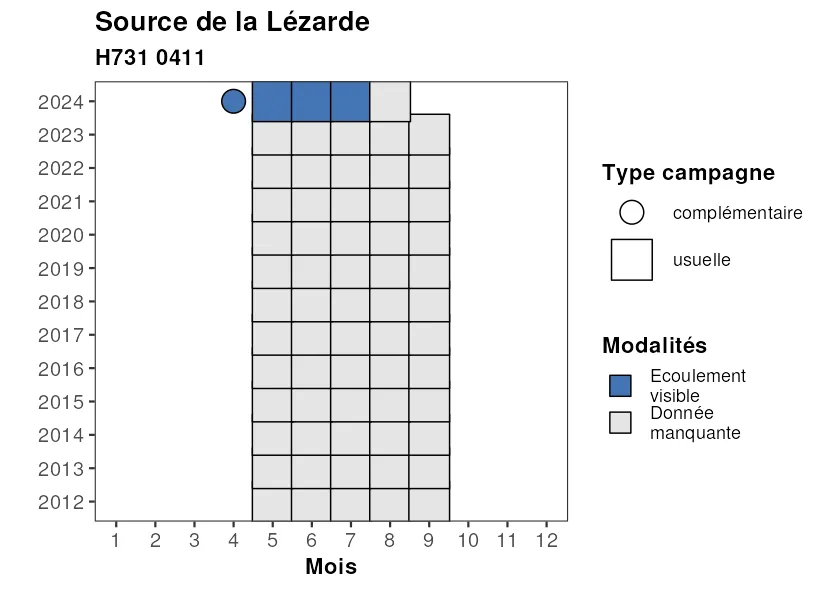 Source de la Lézarde
H731 0411
2024
2023
2022
2021
2020
2019
2018
2017
2016
2015
2014
2013
2012
1 2 3 4 5 6 7 8 9 10 11 12
Mois
Type campagne
complémentaire
usuelle
Modalités
Ecoulement
visible
Donnée
manquante